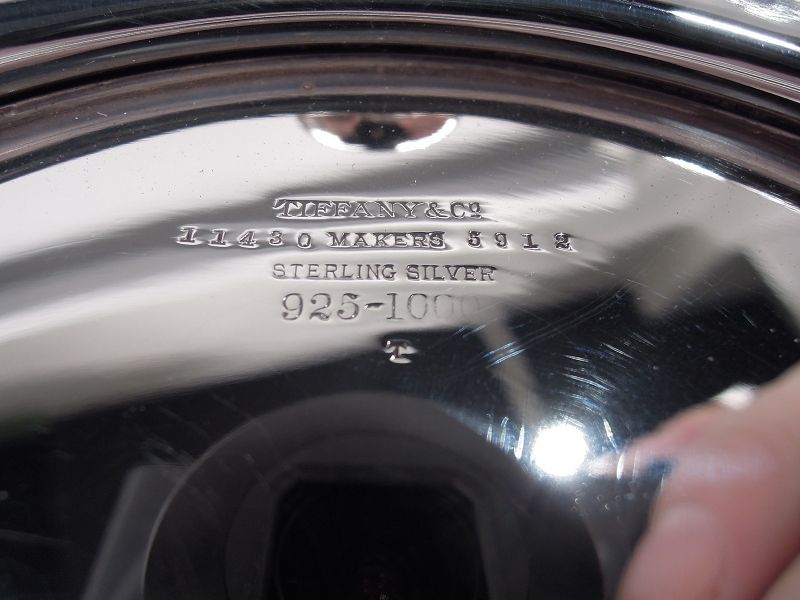 TIFFANY & Co.
11430 MAKERS 5912
STERLING SILVER
925-1000
T